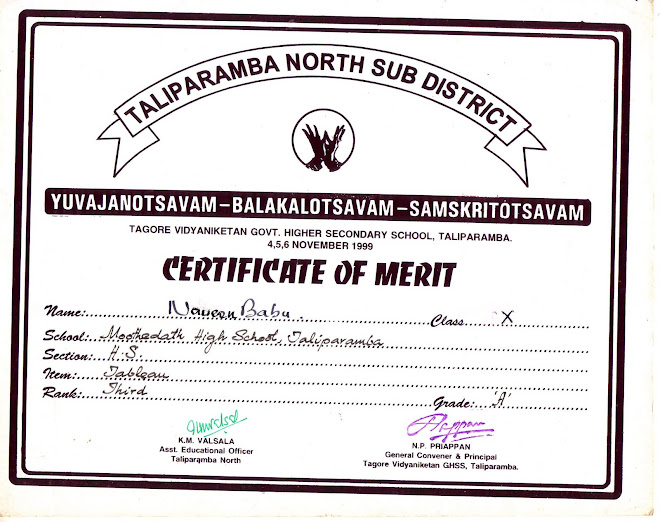 TALIPARAMBA NORTH SUB DISTRICT
YUVAJANOTSAVAM–BALAKALOTSAVAM–SAMSKRITOTSAVAM
TAGORE VIDYANIKETAN GOVT. HIGHER SECONDARY SCHOOL, TALIPARAMBA.
4,5,6 NOVEMBER 1999
CERTIFICATE OF MERIT
Name: Naveen Babu. Class X
School: Moothedath High School, Taliparamba
Section: H.S.
Item: Tableau
Rank: Third Grade: 'A'
K.M. VALSALA
Asst. Educational Officer
Taliparamba North
N.P. PRIAPPAN
General Convener & Principal
Tagore Vidyaniketan GHSS, Taliparamba.